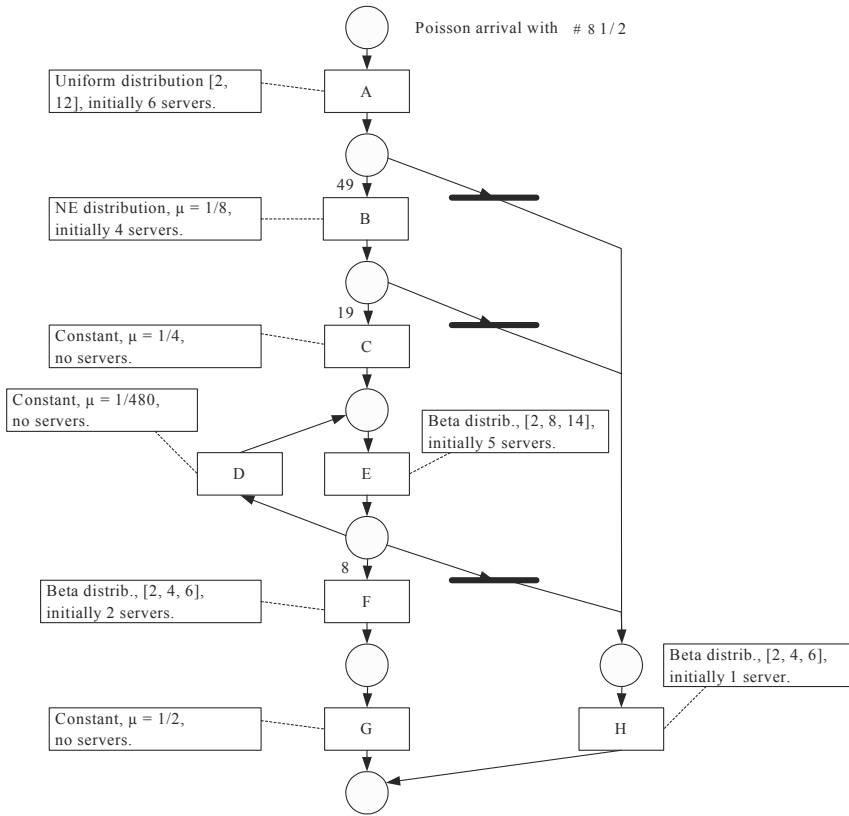 Poisson arrival with # 8 1/2
Uniform distribution [2,
12], initially 6 servers.
A
49
NE distribution, µ = 1/8,
initially 4 servers.
B
19
Constant, µ = 1/4,
no servers.
C
Constant, µ = 1/480,
no servers.
Beta distrib., [2, 8, 14],
initially 5 servers.
D
E
8
Beta distrib., [2, 4, 6],
initially 2 servers.
F
Beta distrib., [2, 4, 6],
initially 1 server.
Constant, µ = 1/2,
no servers.
G
H